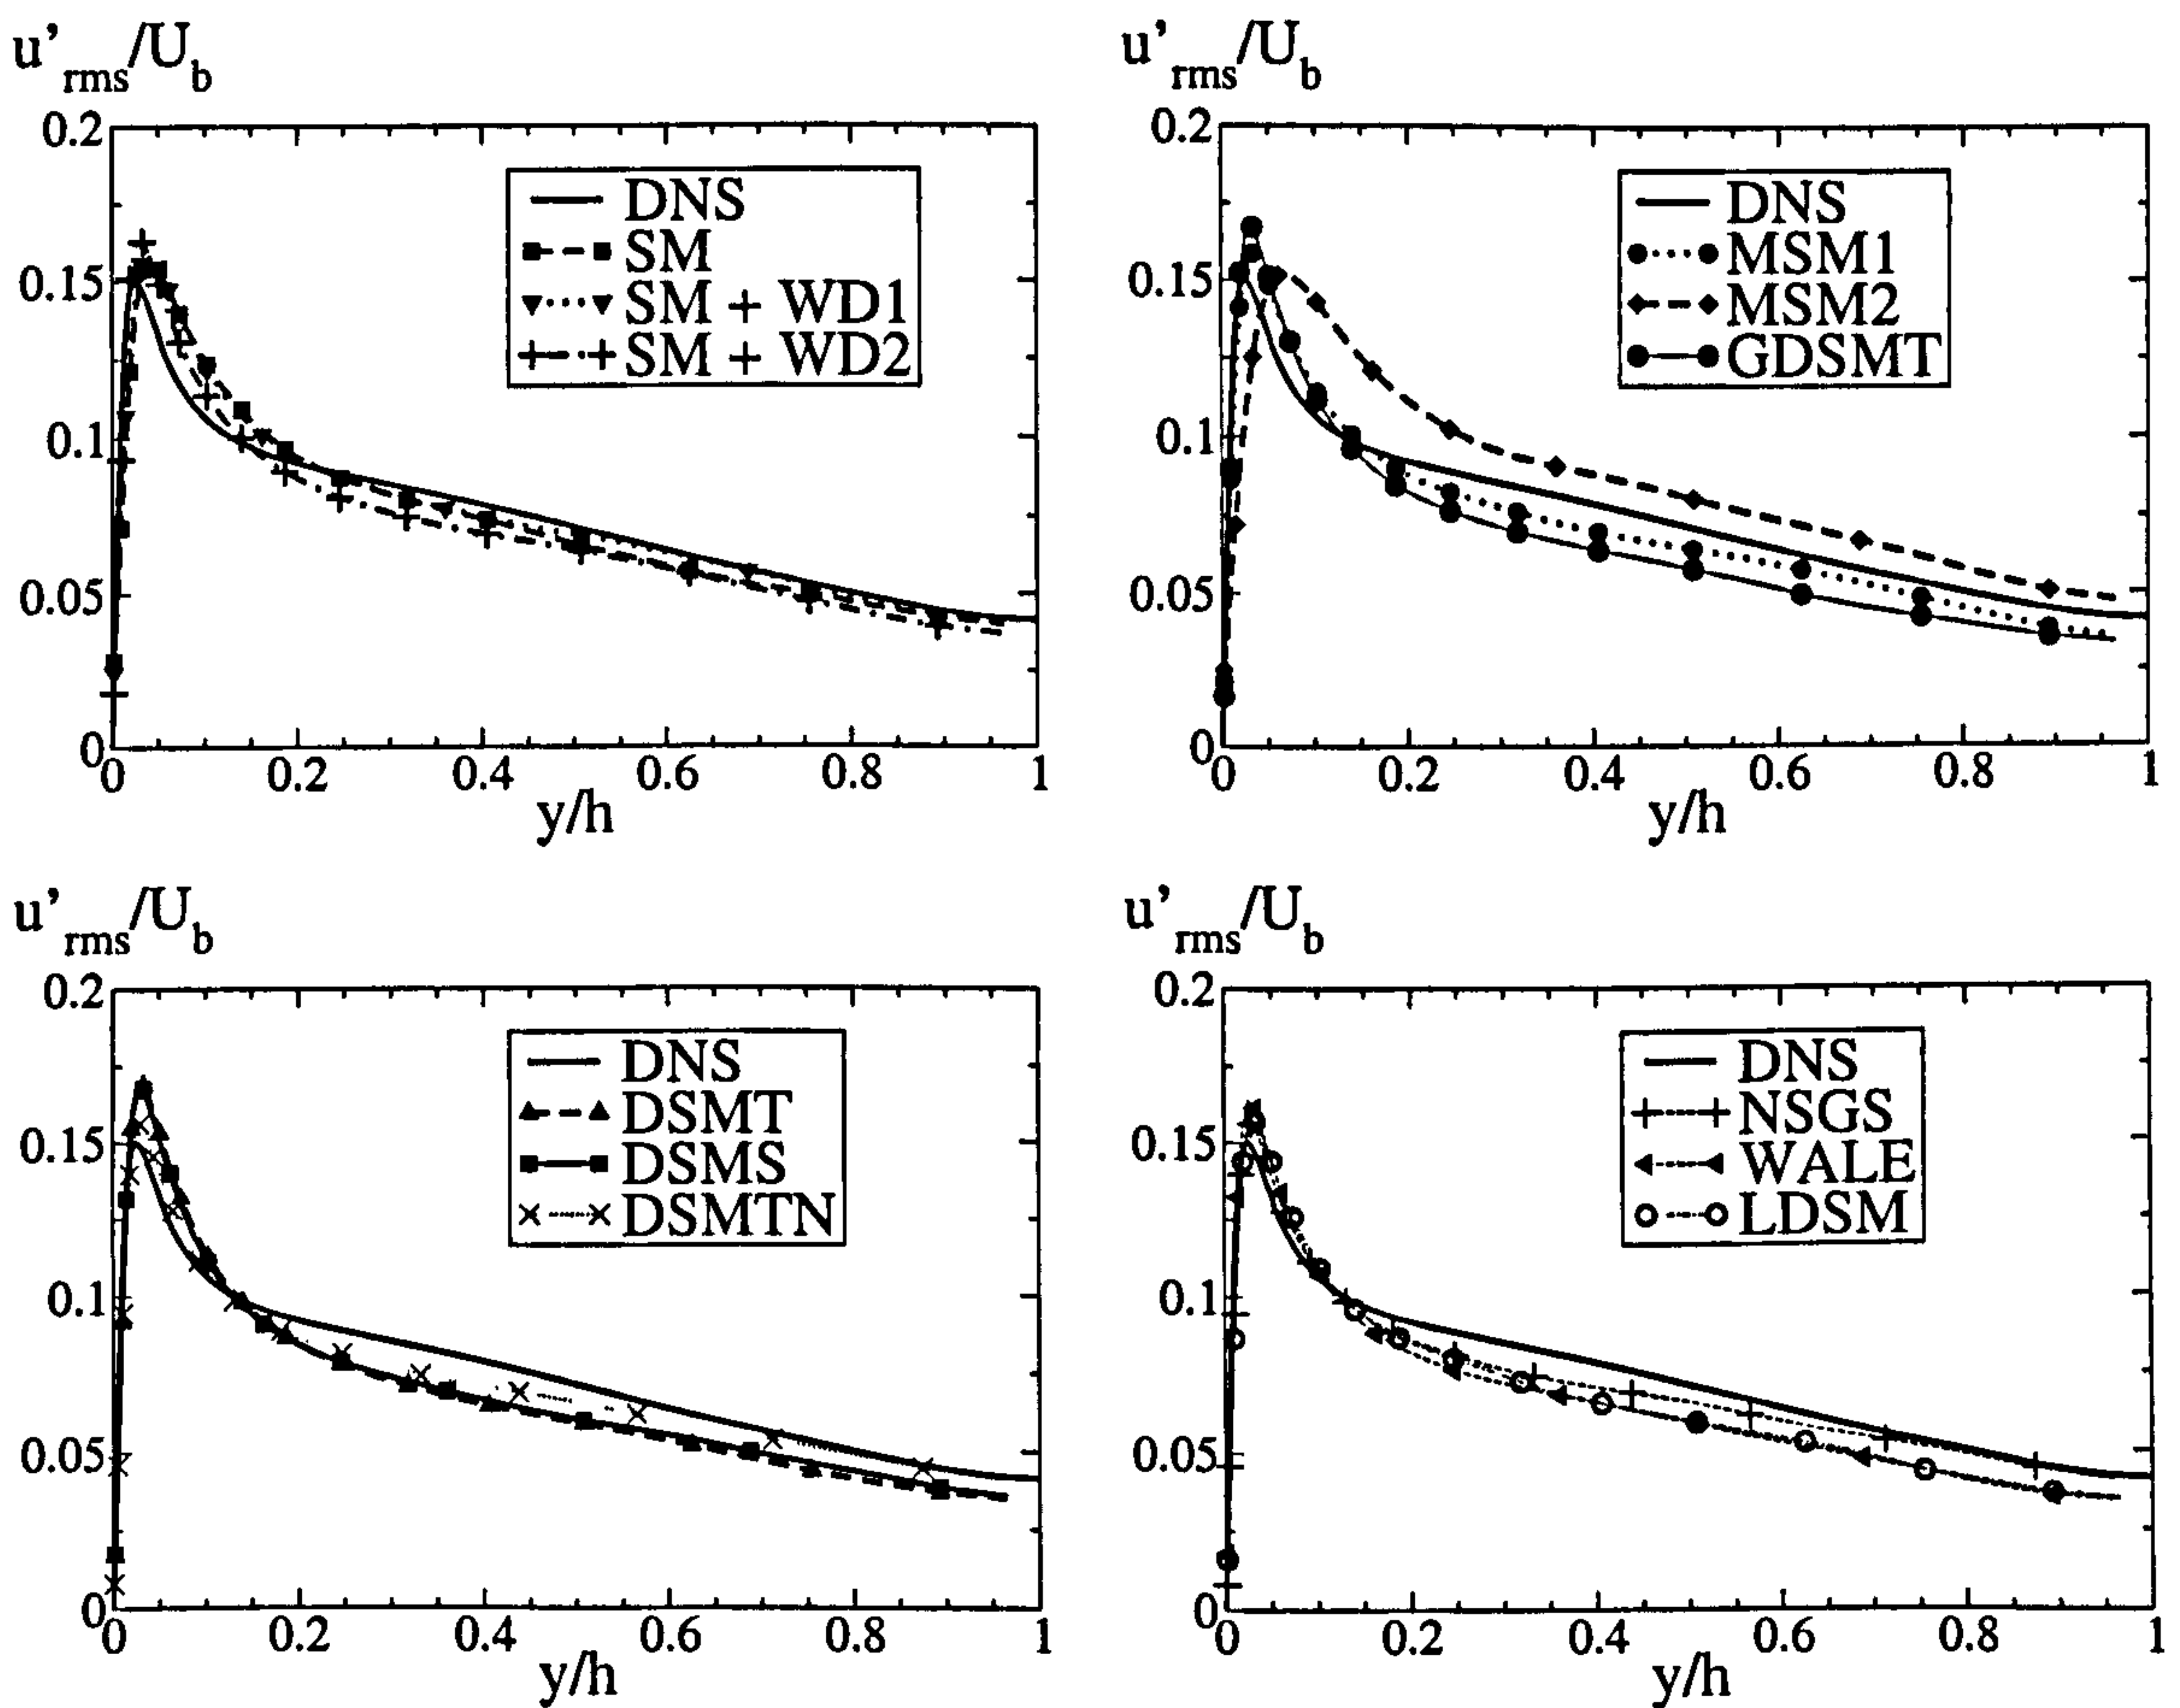 u'rms/Ub
0.2
0.15
0.1
0.05
0
0 0.2 0.4 0.6 0.8 1
y/h
DNS
SM
SM + WD1
SM + WD2
u'rms/Ub
0.2
0.15
0.1
0.05
0
0 0.2 0.4 0.6 0.8 1
y/h
DNS
MSM1
MSM2
GDSMT
u'rms/Ub
0.2
0.15
0.1
0.05
0
0 0.2 0.4 0.6 0.8 1
y/h
DNS
DSMT
DSMS
DSMTN
u'rms/Ub
0.2
0.15
0.1
0.05
0
0 0.2 0.4 0.6 0.8 1
y/h
DNS
NSGS
WALE
LDSM